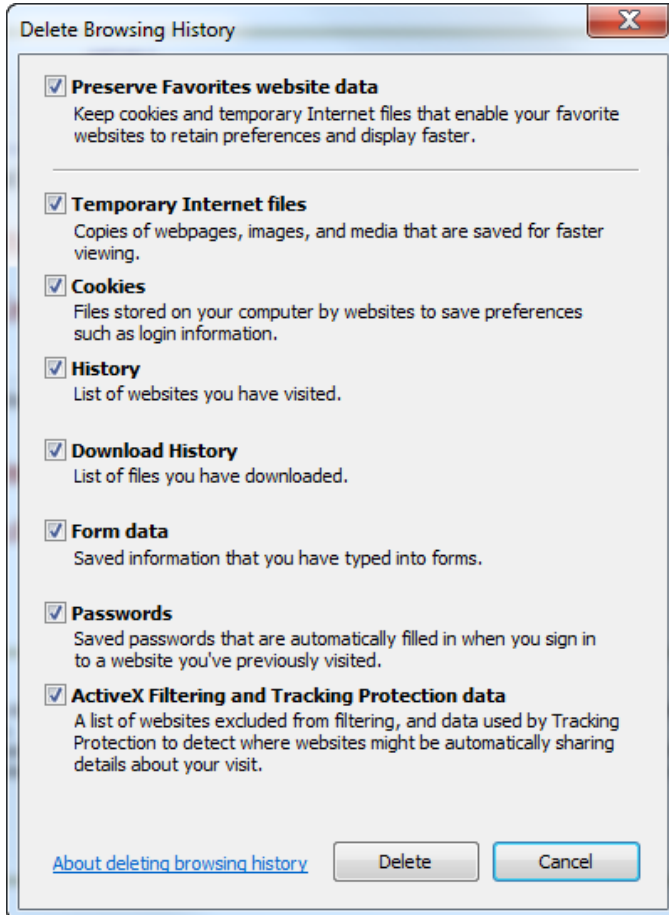 Delete Browsing History
Preserve Favorites website data
Keep cookies and temporary Internet files that enable your favorite
websites to retain preferences and display faster.
Temporary Internet files
Copies of webpages, images, and media that are saved for faster
viewing.
Cookies
Files stored on your computer by websites to save preferences
such as login information.
History
List of websites you have visited.
Download History
List of files you have downloaded.
Form data
Saved information that you have typed into forms.
Passwords
Saved passwords that are automatically filled in when you sign in
to a website you've previously visited.
ActiveX Filtering and Tracking Protection data
A list of websites excluded from filtering, and data used by Tracking
Protection to detect where websites might be automatically sharing
details about your visit.
About deleting browsing history Delete Cancel